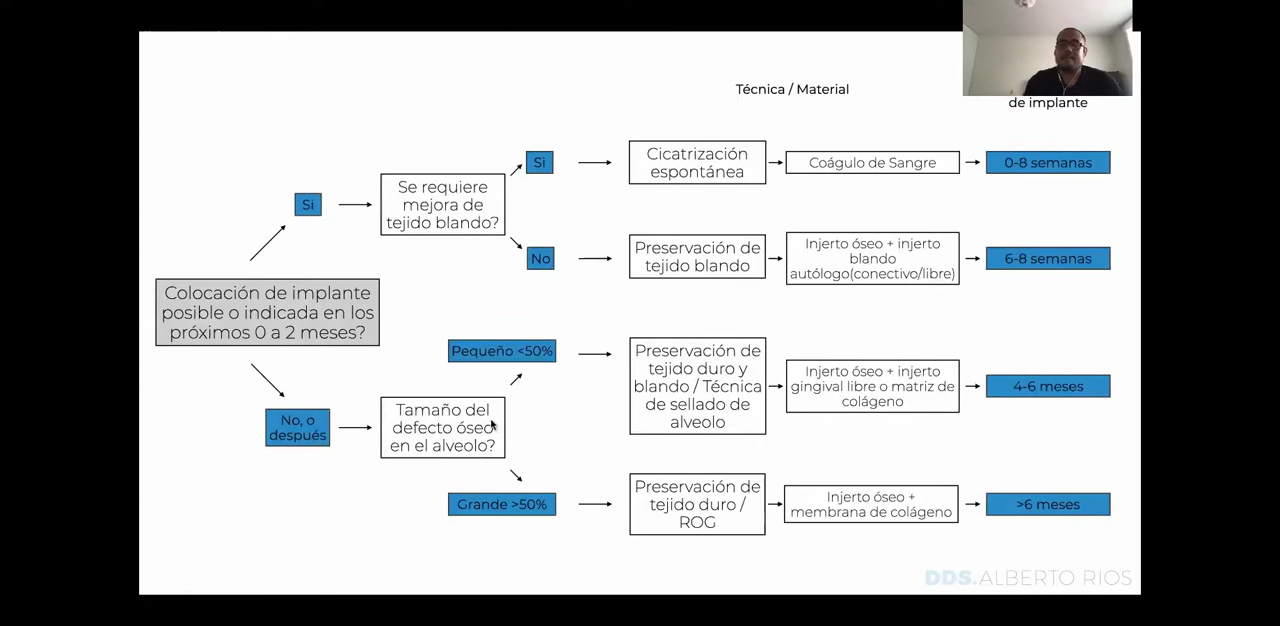 Técnica / Material
de implante
Si
Se requiere
mejora de
tejido blando?
Si
Cicatrización
espontánea
Coágulo de Sangre
0-8 semanas
No
Preservación de
tejido blando
Injerto óseo + injerto
blando
autólogo(conectivo/libre)
6-8 semanas
Colocación de implante
posible o indicada en los
próximos 0 a 2 meses?
No, o
después
Tamaño del
defecto óseo
en el alveolo?
Pequeño <50%
Preservación de
tejido duro y
blando / Técnica
de sellado de
alveolo
Injerto óseo + injerto
gingival libre o matriz de
colágeno
4-6 meses
Grande >50%
Preservación de
tejido duro /
ROG
Injerto óseo +
membrana de colágeno
>6 meses
DDS.ALBERTO RIOS